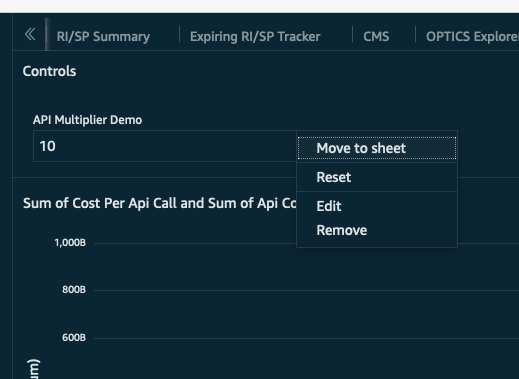 RI/SP Summary
Expiring RI/SP Tracker
CMS
OPTICS Explorer
Controls
API Multiplier Demo
10
Move to sheet
Reset
Edit
Remove
Sum of Cost Per Api Call and Sum of Api Co
1,000B
800B
600B
um)